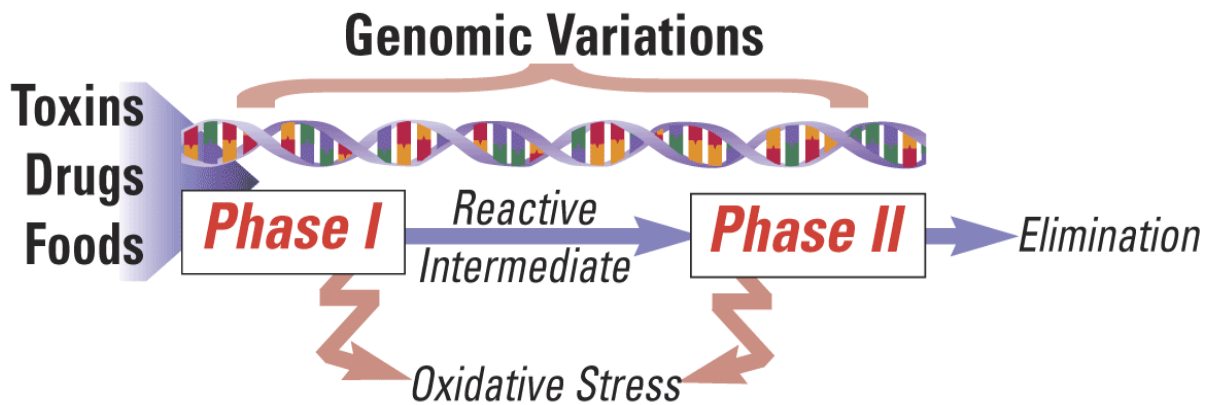 Genomic Variations
Toxins
Drugs
Foods
Phase I
Reactive
Intermediate
Phase II
Elimination
Oxidative Stress